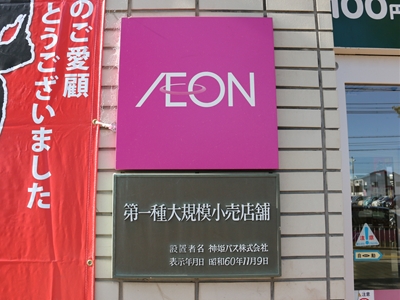 のご愛顧
とうございました
ÆON
第一種大規模小売店舗
設置者名 神姫バス株式会社
表示年月日 昭和60年11月9日
100円
自動